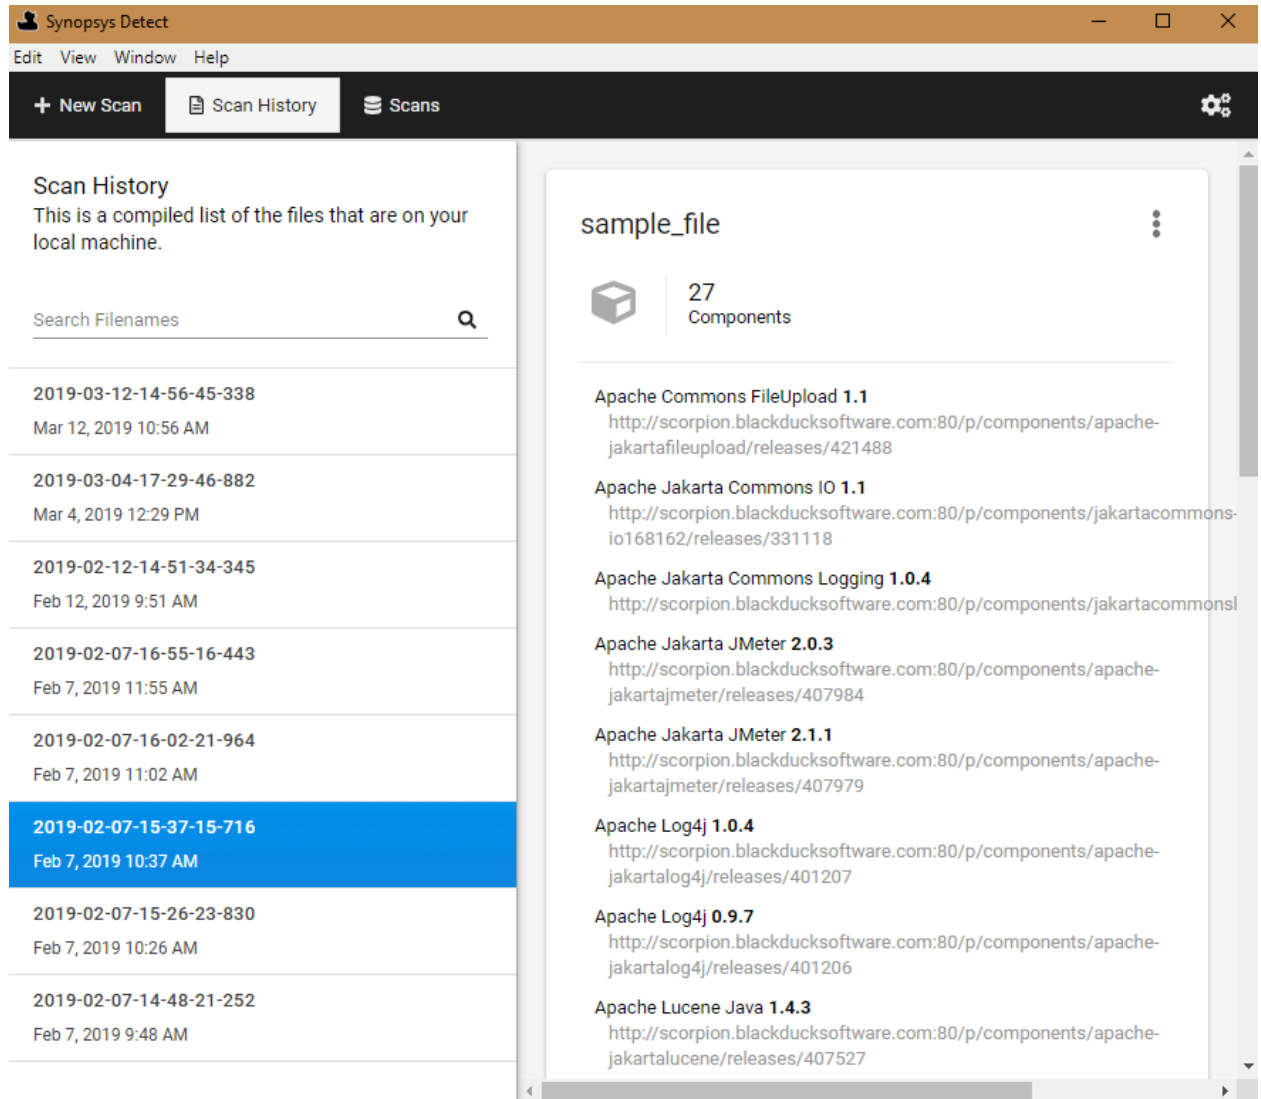 Synopsys Detect
Edit View Window Help
New Scan Scan History Scans
Scan History
This is a compiled list of the files that are on your
local machine.
Search Filenames
2019-03-12-14-56-45-338
Mar 12, 2019 10:56 AM
2019-03-04-17-29-46-882
Mar 4, 2019 12:29 PM
2019-02-12-14-51-34-345
Feb 12, 2019 9:51 AM
2019-02-07-16-55-16-443
Feb 7, 2019 11:55 AM
2019-02-07-16-02-21-964
Feb 7, 2019 11:02 AM
2019-02-07-15-37-15-716
Feb 7, 2019 10:37 AM
2019-02-07-15-26-23-830
Feb 7, 2019 10:26 AM
2019-02-07-14-48-21-252
Feb 7, 2019 9:48 AM
sample_file
27
Components
Apache Commons FileUpload 1.1
http://scorpion.blackducksoftware.com:80/p/components/apache-
jakartafileupload/releases/421488
Apache Jakarta Commons IO 1.1
http://scorpion.blackducksoftware.com:80/p/components/jakartacommons-
io168162/releases/331118
Apache Jakarta Commons Logging 1.0.4
http://scorpion.blackducksoftware.com:80/p/components/jakartacommonsl
Apache Jakarta JMeter 2.0.3
http://scorpion.blackducksoftware.com:80/p/components/apache-
jakartajmeter/releases/407984
Apache Jakarta JMeter 2.1.1
http://scorpion.blackducksoftware.com:80/p/components/apache-
jakartajmeter/releases/407979
Apache Log4j 1.0.4
http://scorpion.blackducksoftware.com:80/p/components/apache-
jakartalog4j/releases/401207
Apache Log4j 0.9.7
http://scorpion.blackducksoftware.com:80/p/components/apache-
jakartalog4j/releases/401206
Apache Lucene Java 1.4.3
http://scorpion.blackducksoftware.com:80/p/components/apache-
jakartalucene/releases/407527